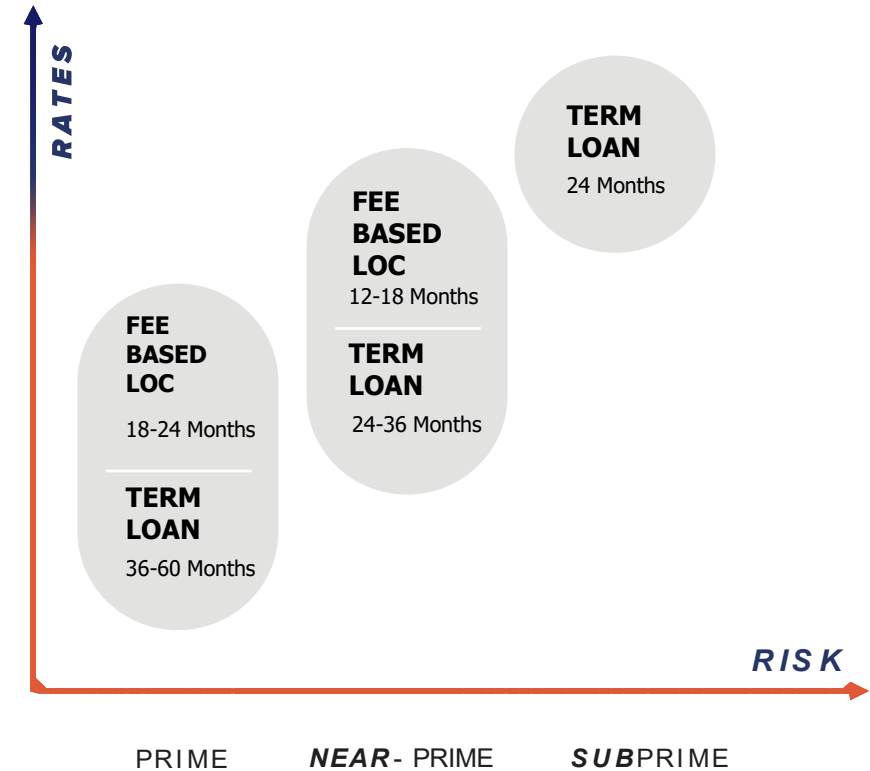 RATES
FEE
BASED
LOC
18-24 Months
TERM
LOAN
36-60 Months
FEE
BASED
LOC
12-18 Months
TERM
LOAN
24-36 Months
TERM
LOAN
24 Months
RISK
PRIME
NEAR- PRIME
SUBPRIME